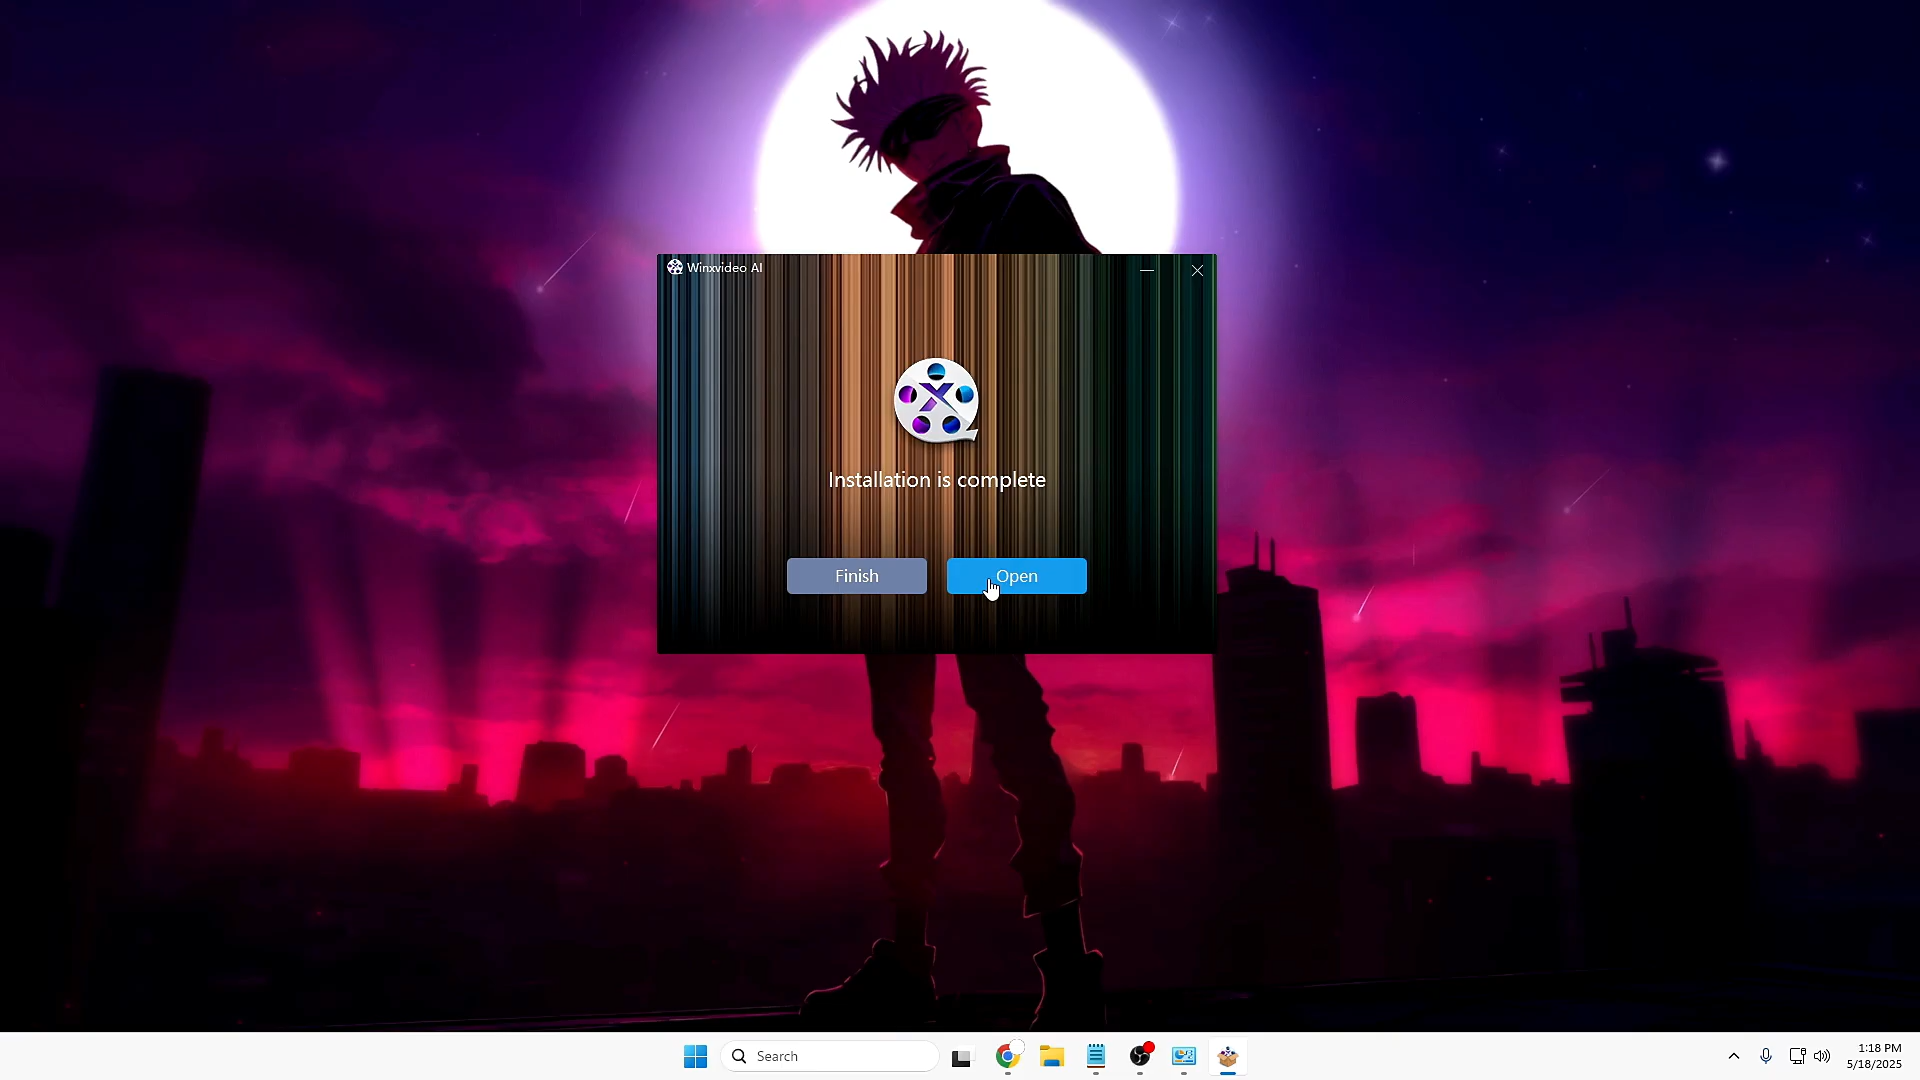 Winxvideo AI
Installation is complete
Finish
Open
Search
1:18 PM
5/18/2025